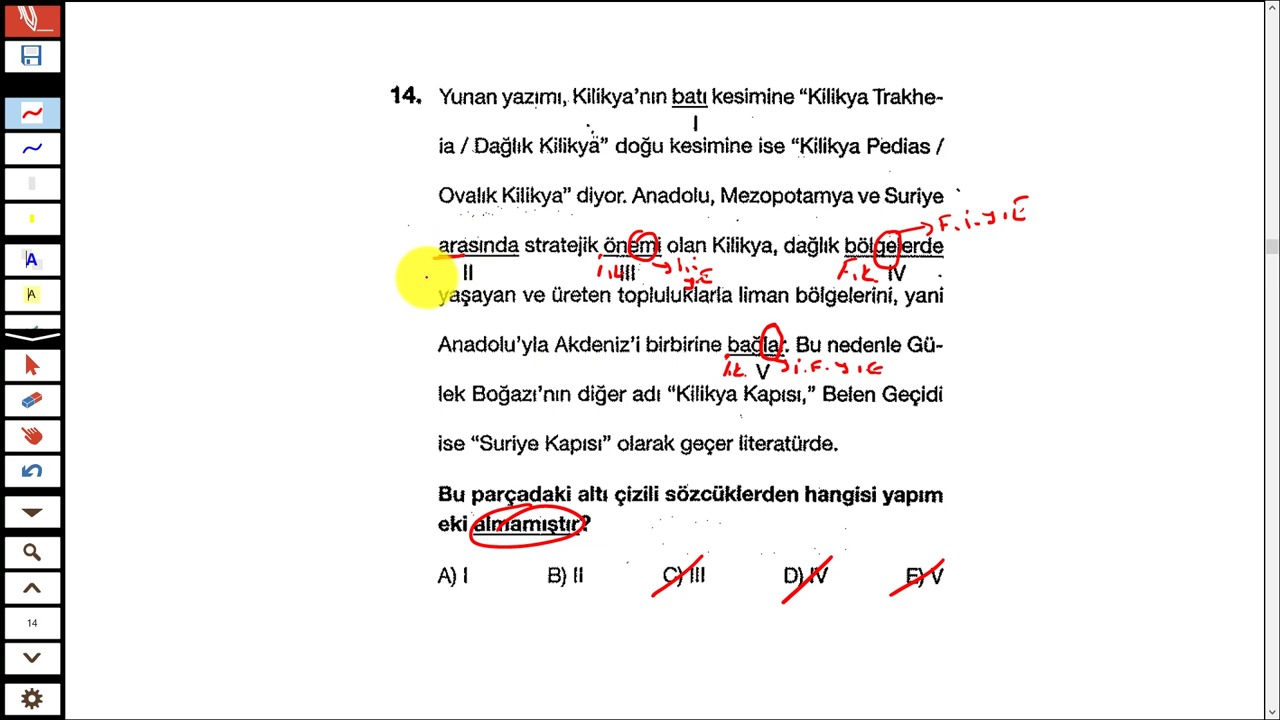 14. Yunan yazımı, Kilikya’nın batı kesimine “Kilikya Trakhe-
I
ia / Dağlık Kilikya” doğu kesimine ise “Kilikya Pedias /
Ovalık Kilikya” diyor. Anadolu, Mezopotamya ve Suriye
F.i.y.E
arasında stratejik önemi olan Kilikya, dağlık bölgelerde
II i.k III i.i y.E F.k IV
yaşayan ve üreten topluluklarla liman bölgelerini, yani
Anadolu’yla Akdeniz’i birbirine bağlar. Bu nedenle Gü-
i.k. V i.F.y.E
lek Boğazı’nın diğer adı “Kilikya Kapısı,” Belen Geçidi
ise “Suriye Kapısı” olarak geçer literatürde.
Bu parçadaki altı çizili sözcüklerden hangisi yapım
eki almamıştır?
A) I B) II C) III D) IV E) V
A
A
14